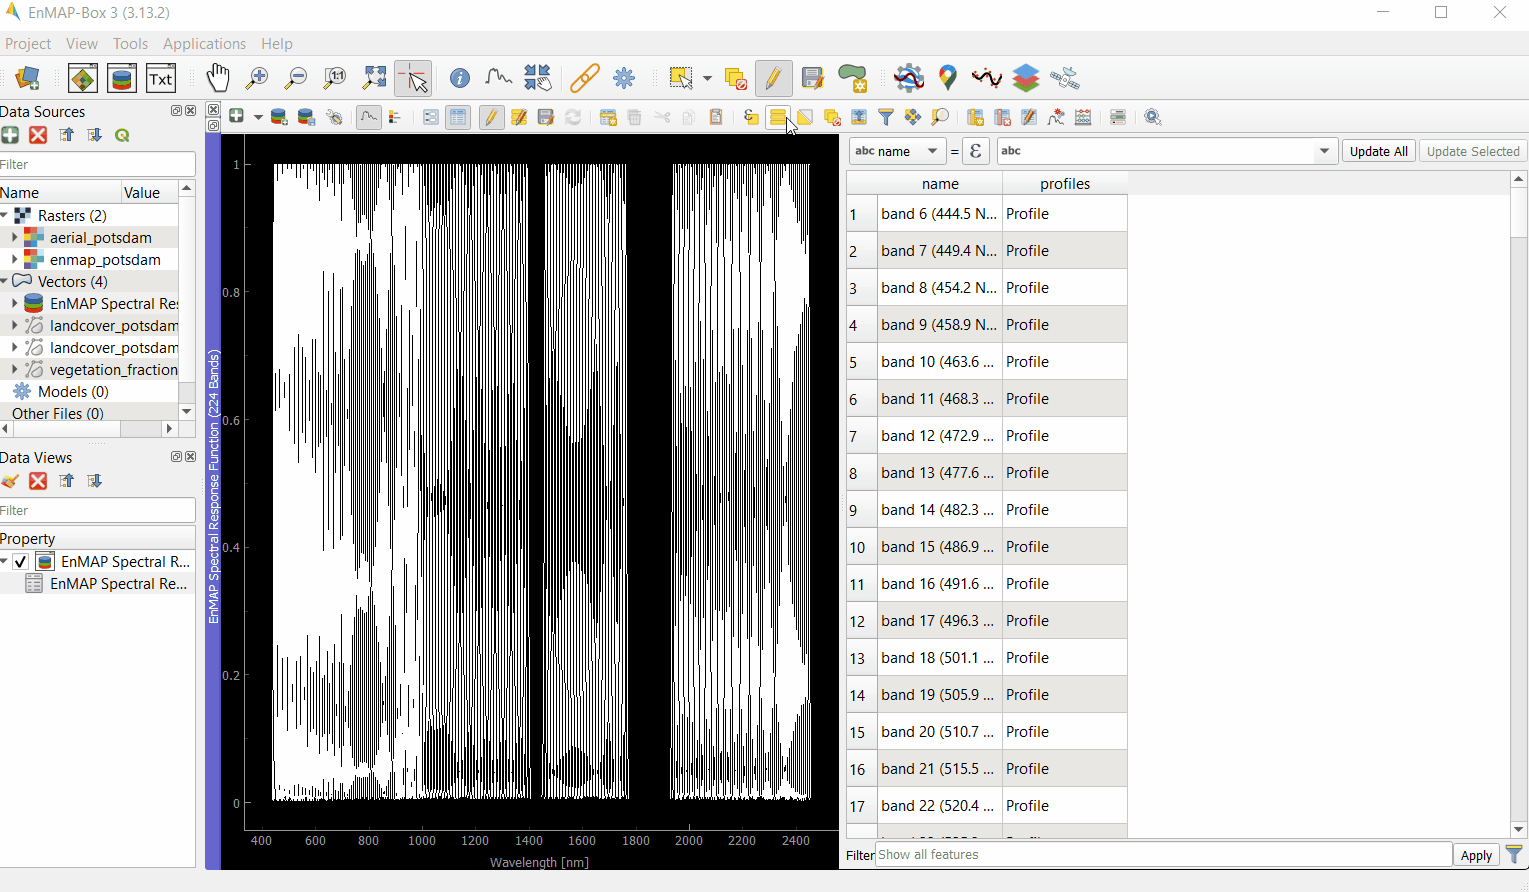 EnMAP-Box 3 (3.13.2)
Project View Tools Applications Help
Txt
1:1
Data Sources
Filter
Name Value
Rasters (2)
aerial_potsdam
enmap_potsdam
Vectors (4)
EnMAP Spectral Res
landcover_potsdam
landcover_potsdam
vegetation_fraction
Models (0)
Other Files (0)
Data Views
Filter
Property
EnMAP Spectral R...
EnMAP Spectral Re...
EnMAP Spectral Response Function (224 Bands)
1
0.8
0.6
0.4
0.2
0
400 600 800 1000 1200 1400 1600 1800 2000 2200 2400
Wavelength [nm]
abc name = ε abc Update All Update Selected
name profiles
1 band 6 (444.5 N... Profile
2 band 7 (449.4 N... Profile
3 band 8 (454.2 N... Profile
4 band 9 (458.9 N... Profile
5 band 10 (463.6 ... Profile
6 band 11 (468.3 ... Profile
7 band 12 (472.9 ... Profile
8 band 13 (477.6 ... Profile
9 band 14 (482.3 ... Profile
10 band 15 (486.9 ... Profile
11 band 16 (491.6 ... Profile
12 band 17 (496.3 ... Profile
13 band 18 (501.1 ... Profile
14 band 19 (505.9 ... Profile
15 band 20 (510.7 ... Profile
16 band 21 (515.5 ... Profile
17 band 22 (520.4 ... Profile
Filter Show all features Apply